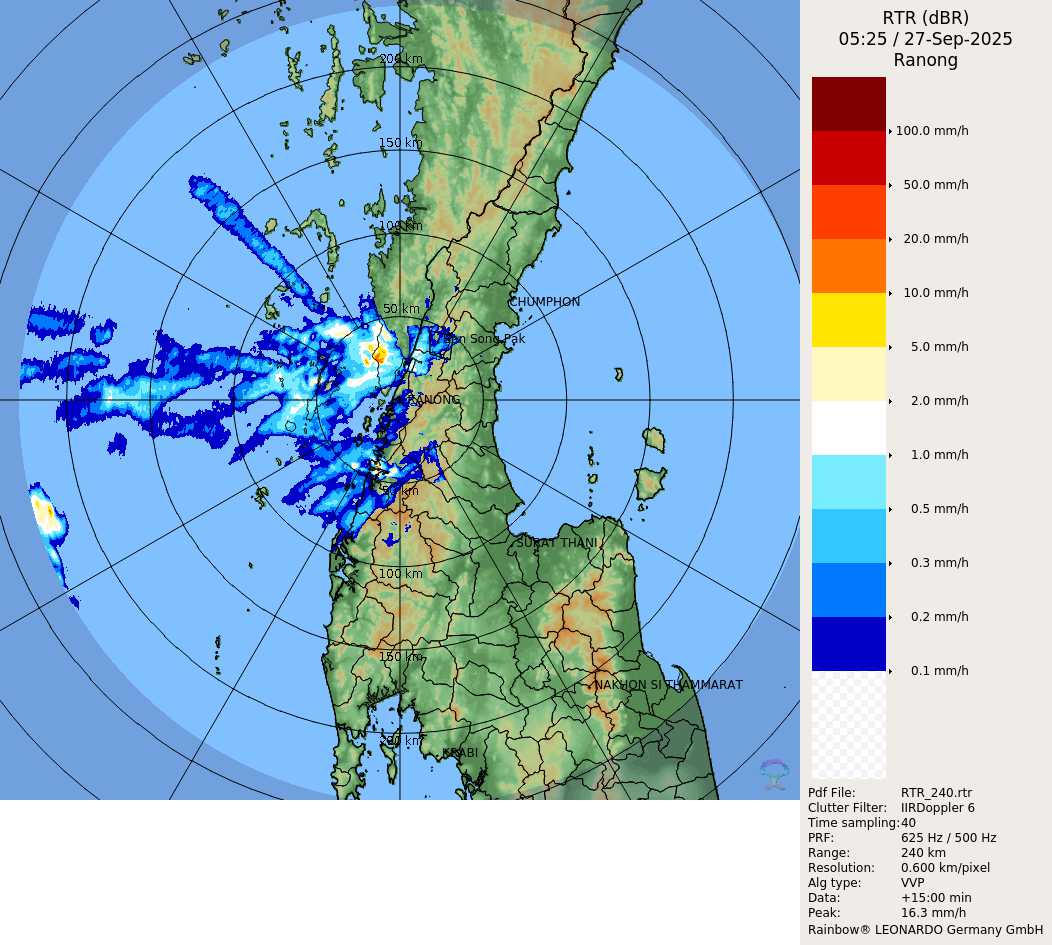 RTR (dBR)
05:25 / 27-Sep-2025
Ranong
200 km
150 km
100 km
50 km
CHUMPHON
RANONG
50 km
SURAT THANI
100 km
150 km
NAKHON SI THAMMARAT
200 km
KRABI
100.0 mm/h
50.0 mm/h
20.0 mm/h
10.0 mm/h
5.0 mm/h
2.0 mm/h
1.0 mm/h
0.5 mm/h
0.3 mm/h
0.2 mm/h
0.1 mm/h
Pdf File: RTR_240.rtr
Clutter Filter: IIRDoppler 6
Time sampling:40
PRF: 625 Hz / 500 Hz
Range: 240 km
Resolution: 0.600 km/pixel
Alg type: VVP
Data: +15:00 min
Peak: 16.3 mm/h
Rainbow® LEONARDO Germany GmbH